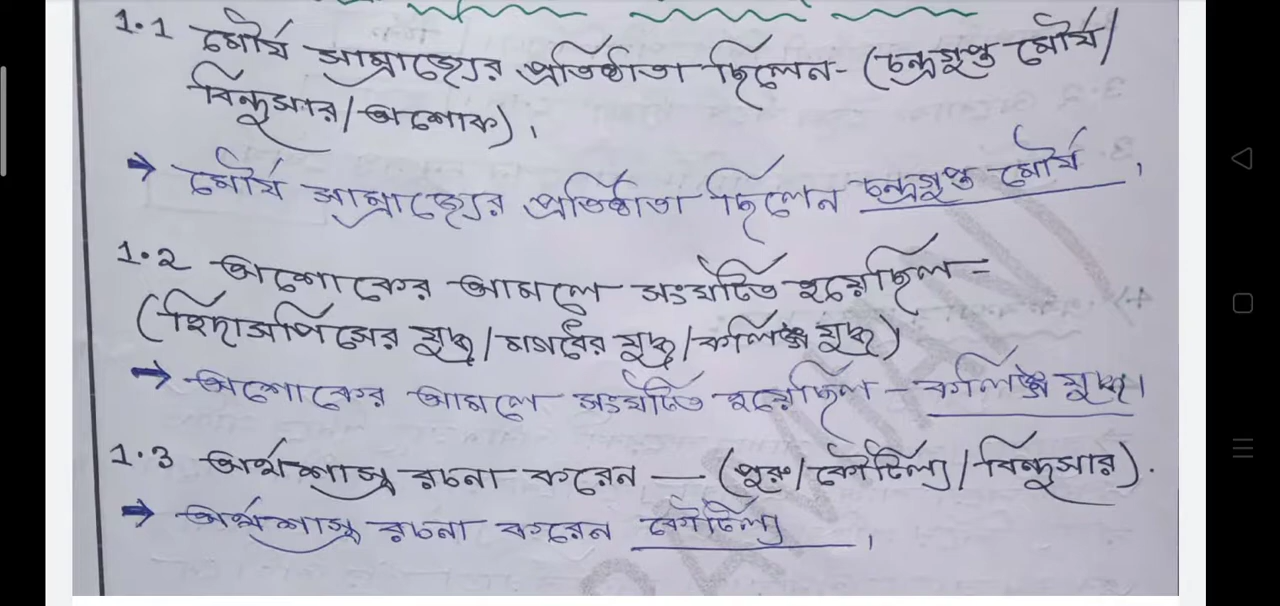 1.1 মৌর্য সাম্রাজ্যের প্রতিষ্ঠাতা ছিলেন- (চন্দ্রগুপ্ত মৌর্য/
বিন্দুসার/অশোক)।
→ মৌর্য সাম্রাজ্যের প্রতিষ্ঠাতা ছিলেন চন্দ্রগুপ্ত মৌর্য।
1.2 অশোকের আমলে সংঘটিত হয়েছিল-
(হিদাসপিসের যুদ্ধ/মগধের যুদ্ধ/কলিঙ্গ যুদ্ধ)
→ অশোকের আমলে সংঘটিত হয়েছিল - কলিঙ্গ যুদ্ধ।
1.3 অর্থশাস্ত্র রচনা করেন — (পুরু/কৌটিল্য/বিন্দুসার).
→ অর্থশাস্ত্র রচনা করেন কৌটিল্য।